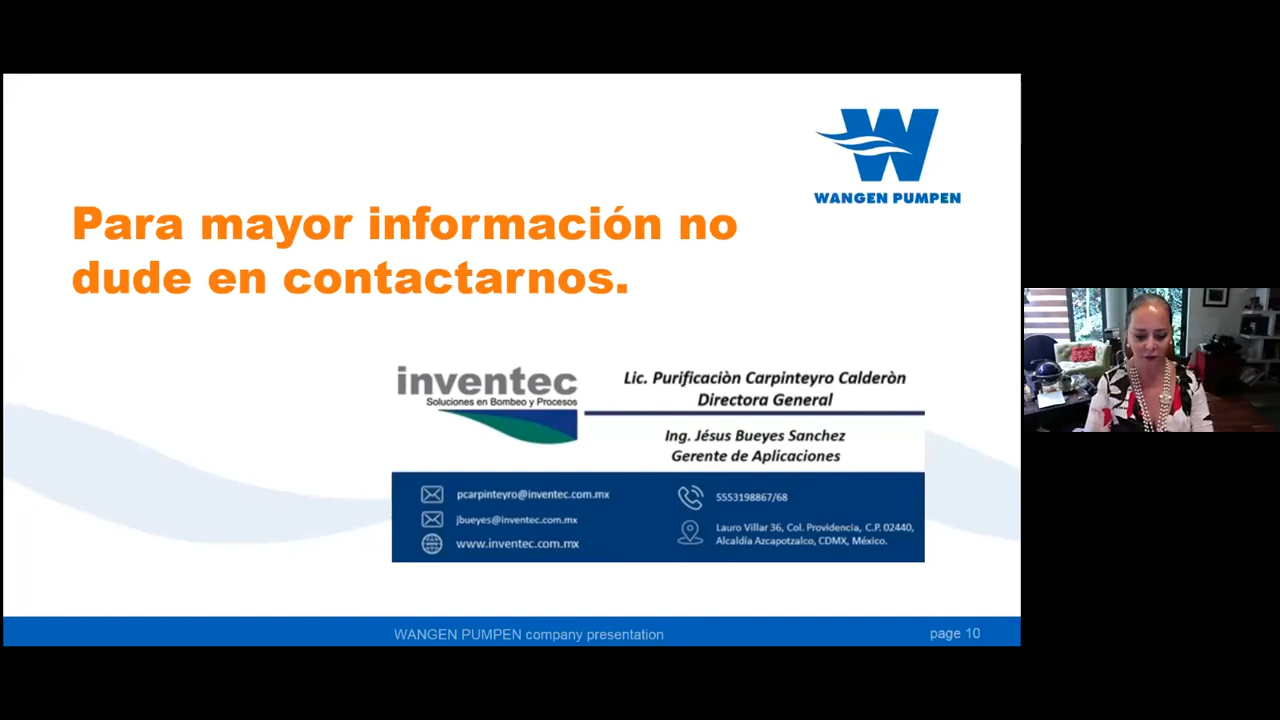 WANGEN PUMPEN
Para mayor información no
dude en contactarnos.
inventec
Soluciones en Bombeo y Procesos
Lic. Purificaciòn Carpinteyro Calderòn
Directora General
Ing. Jésus Bueyes Sanchez
Gerente de Aplicaciones
pcarpinteyro@inventec.com.mx
jbueyes@inventec.com.mx
www.inventec.com.mx
5553198867/68
Lauro Villar 36, Col. Providencia, C.P. 02440,
Alcaldía Azcapotzalco, CDMX, México.
WANGEN PUMPEN company presentation
page 10